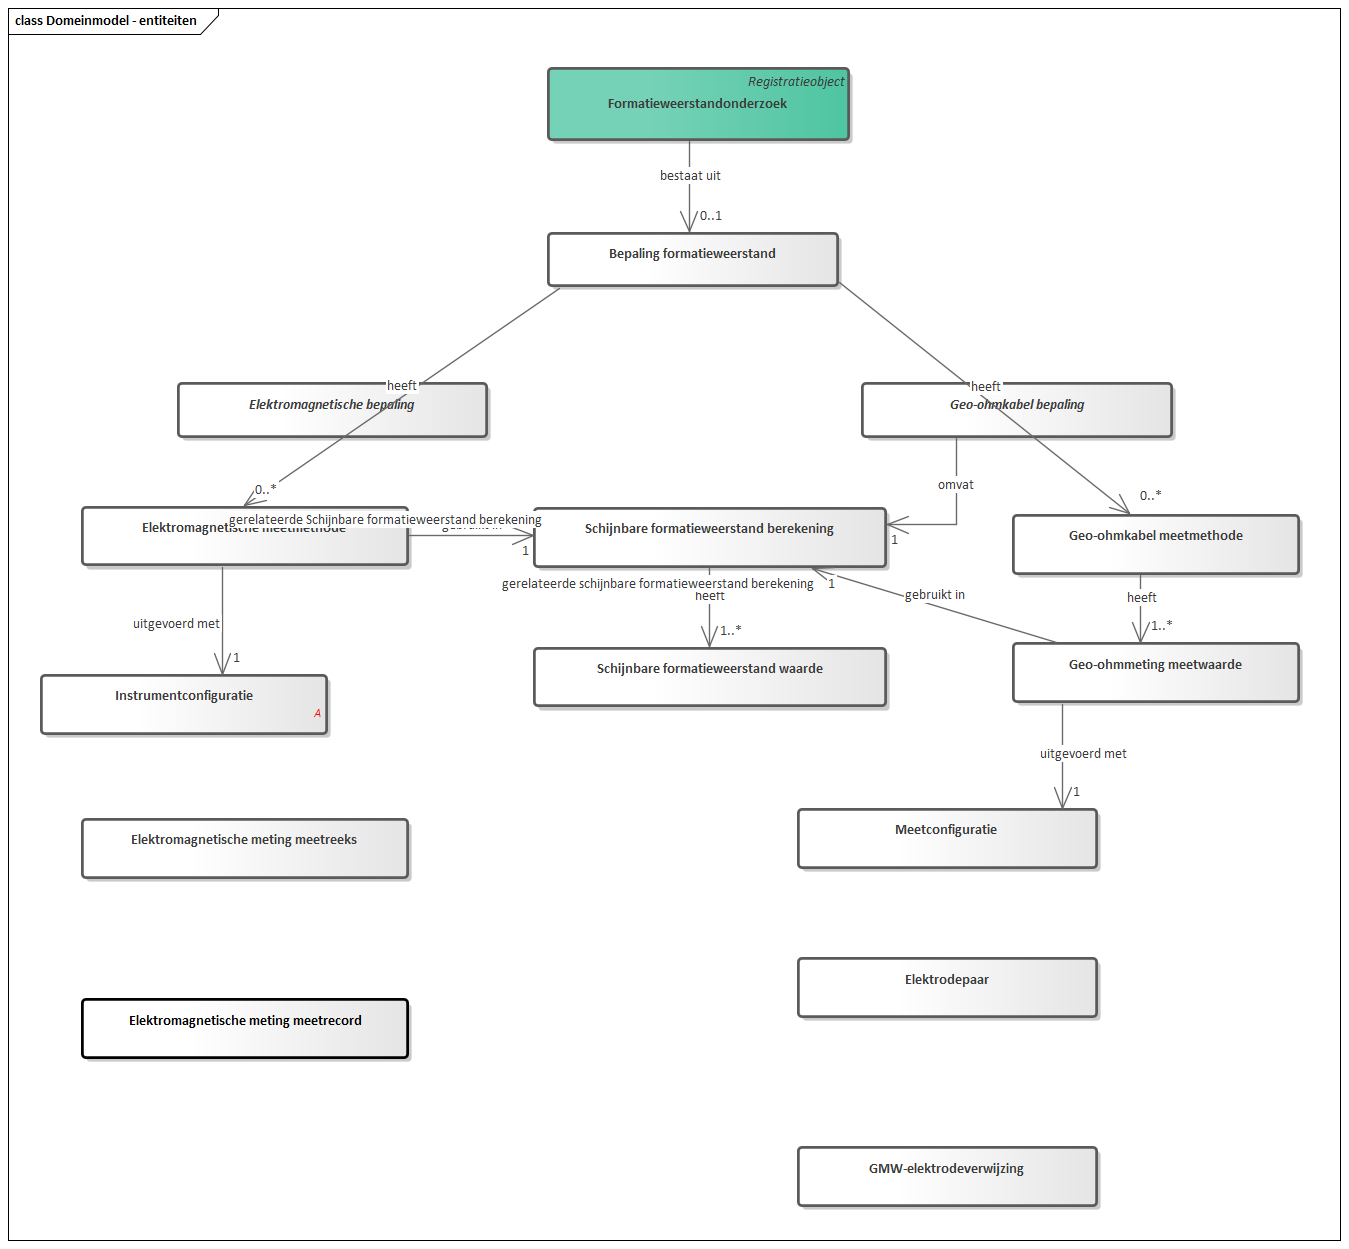 class Domeinmodel - entiteiten
Registratieobject
Formatieweerstandonderzoek
bestaat uit
0..1
Bepaling formatieweerstand
heeft
heeft
Elektromagnetische bepaling
Geo-ohmkabel bepaling
omvat
0..*
0..*
gerelateerde Schijnbare formatieweerstand berekening
Elektromagnetische meetmethode
gebruikt in
1
Schijnbare formatieweerstand berekening
1
Geo-ohmkabel meetmethode
gerelateerde schijnbare formatieweerstand berekening
1
heeft
gebruikt in
heeft
uitgevoerd met
1..*
1..*
1
Schijnbare formatieweerstand waarde
Geo-ohmmeting meetwaarde
Instrumentconfiguratie
A
uitgevoerd met
1
Meetconfiguratie
Elektromagnetische meting meetreeks
Elektrodepaar
Elektromagnetische meting meetrecord
GMW-elektrodeverwijzing